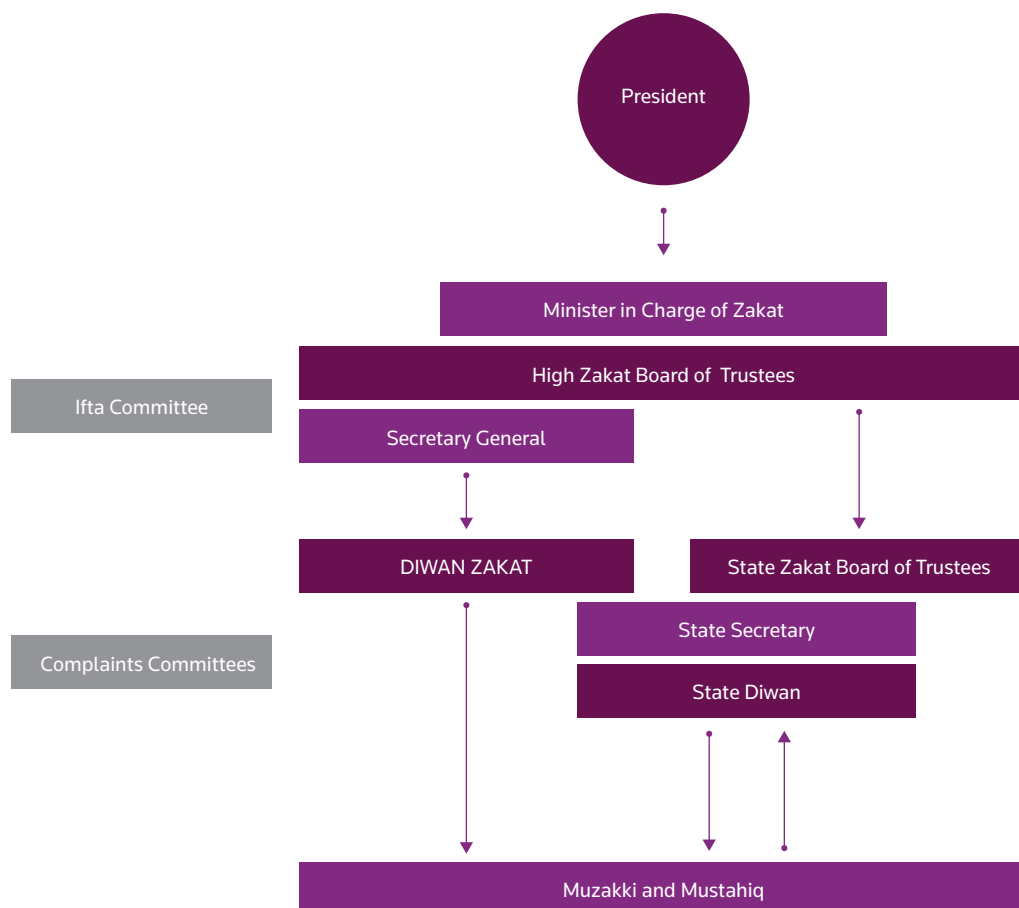 President
Minister in Charge of Zakat
High Zakat Board of Trustees
Ifta Committee
Secretary General
DIWAN ZAKAT
State Zakat Board of Trustees
State Secretary
Complaints Committees
State Diwan
Muzakki and Mustahiq